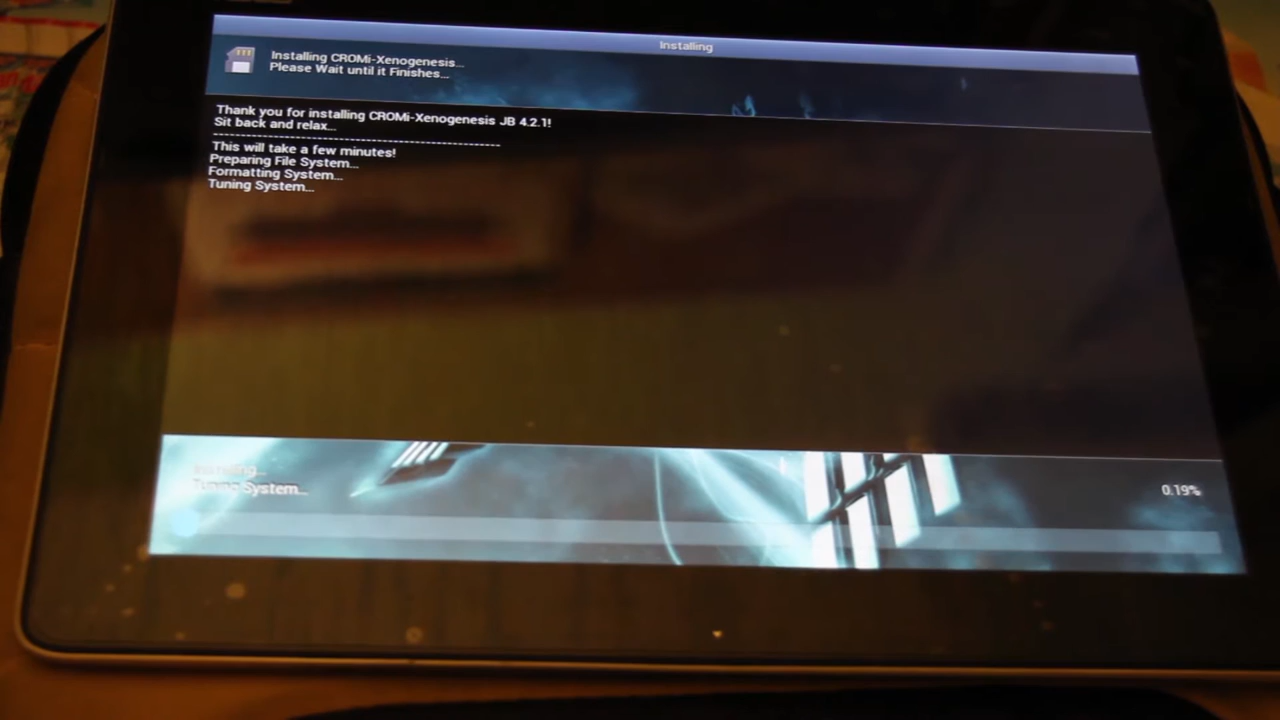 Installing
Installing CROMi-Xenogenesis...
Please Wait until it Finishes...
Thank you for installing CROMi-Xenogenesis JB 4.2.1!
Sit back and relax...
--------------------------------------------------------
This will take a few minutes!
Preparing File System...
Formatting System...
Tuning System...
Installing...
Tuning System...
0.19%